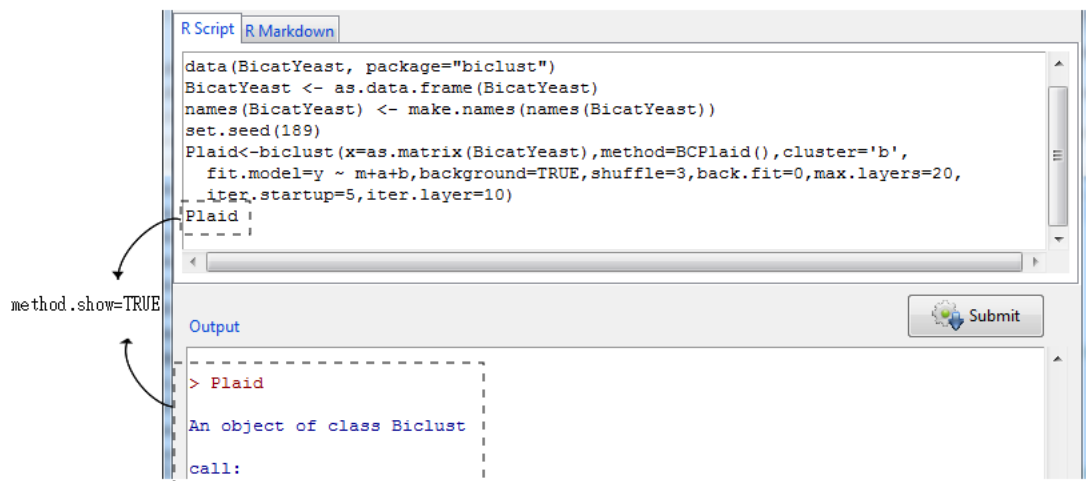 R Script R Markdown
data(BicatYeast, package="biclust")
BicatYeast <- as.data.frame(BicatYeast)
names(BicatYeast) <- make.names(names(BicatYeast))
set.seed(189)
Plaid<-biclust(x=as.matrix(BicatYeast),method=BCPlaid(),cluster='b',
  fit.model=y ~ m+a+b,background=TRUE,shuffle=3,back.fit=0,max.layers=20,
  iter.startup=5,iter.layer=10)
Plaid
method.show=TRUE
Submit
Output
> Plaid
An object of class Biclust
call: